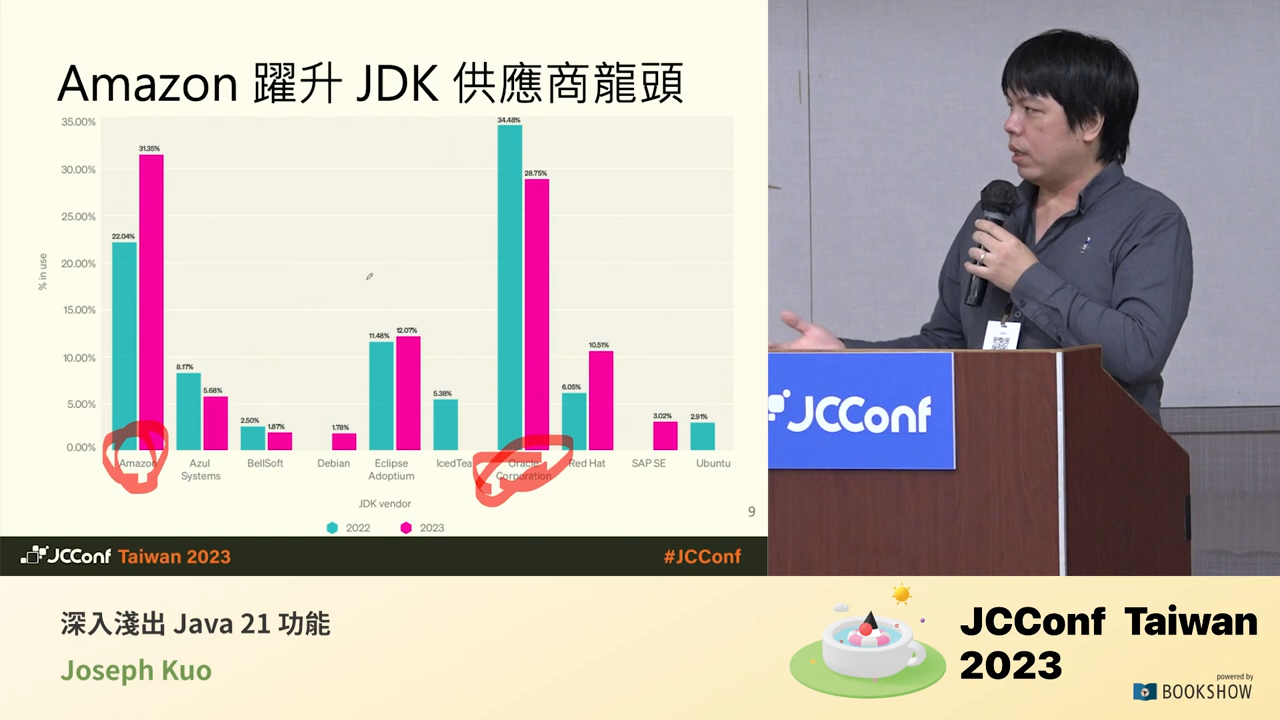 Amazon 躍升 JDK 供應商龍頭
35.00%
30.00%
25.00%
20.00%
15.00%
10.00%
5.00%
0.00%
% in use
22.04%
31.35%
8.17%
5.68%
2.50%
1.87%
1.78%
11.48%
12.07%
5.38%
34.48%
28.75%
6.05%
10.51%
3.02%
2.91%
Amazon
Azul
Systems
BellSoft
Debian
Eclipse
Adoptium
IcedTea
Oracle
Corporation
Red Hat
SAP SE
Ubuntu
JDK vendor
2022
2023
9
JCConf Taiwan 2023
#JCConf
JCConf
深入淺出 Java 21 功能
Joseph Kuo
JCConf Taiwan
2023
powered by
BOOKSHOW